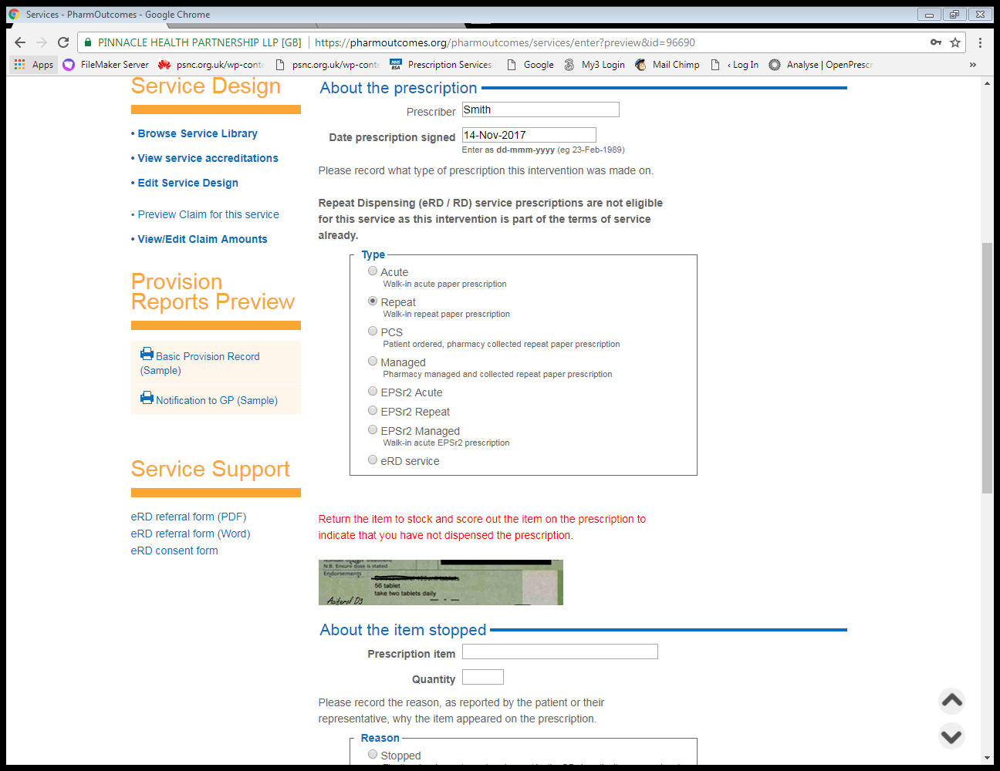 Services - PharmOutcomes - Google Chrome
PINNACLE HEALTH PARTNERSHIP LLP [GB] https://pharmoutcomes.org/pharmoutcomes/services/enter?preview&id=96690
Apps FileMaker Server psnc.org.uk/wp-conte psnc.org.uk/wp-conte NHS BSA Prescription Services Google My3 Login Mail Chimp ‹ Log In Analyse | OpenPrescr »
Service Design
• Browse Service Library
• View service accreditations
• Edit Service Design
• Preview Claim for this service
• View/Edit Claim Amounts
Provision
Reports Preview
Basic Provision Record
(Sample)
Notification to GP (Sample)
Service Support
eRD referral form (PDF)
eRD referral form (Word)
eRD consent form
About the prescription
Prescriber Smith
Date prescription signed 14-Nov-2017
Enter as dd-mmm-yyyy (eg 23-Feb-1989)
Please record what type of prescription this intervention was made on.
Repeat Dispensing (eRD / RD) service prescriptions are not eligible
for this service as this intervention is part of the terms of service
already.
Type
Acute
Walk-in acute paper prescription
Repeat
Walk-in repeat paper prescription
PCS
Patient ordered, pharmacy collected repeat paper prescription
Managed
Pharmacy managed and collected repeat paper prescription
EPSr2 Acute
EPSr2 Repeat
EPSr2 Managed
Walk-in acute EPSr2 prescription
eRD service
Return the item to stock and score out the item on the prescription to
indicate that you have not dispensed the prescription.
N.B. Ensure dose is stated
Endorsements
56 tablet
take two tablets daily
D3
About the item stopped
Prescription item
Quantity
Please record the reason, as reported by the patient or their
representative, why the item appeared on the prescription.
Reason
Stopped